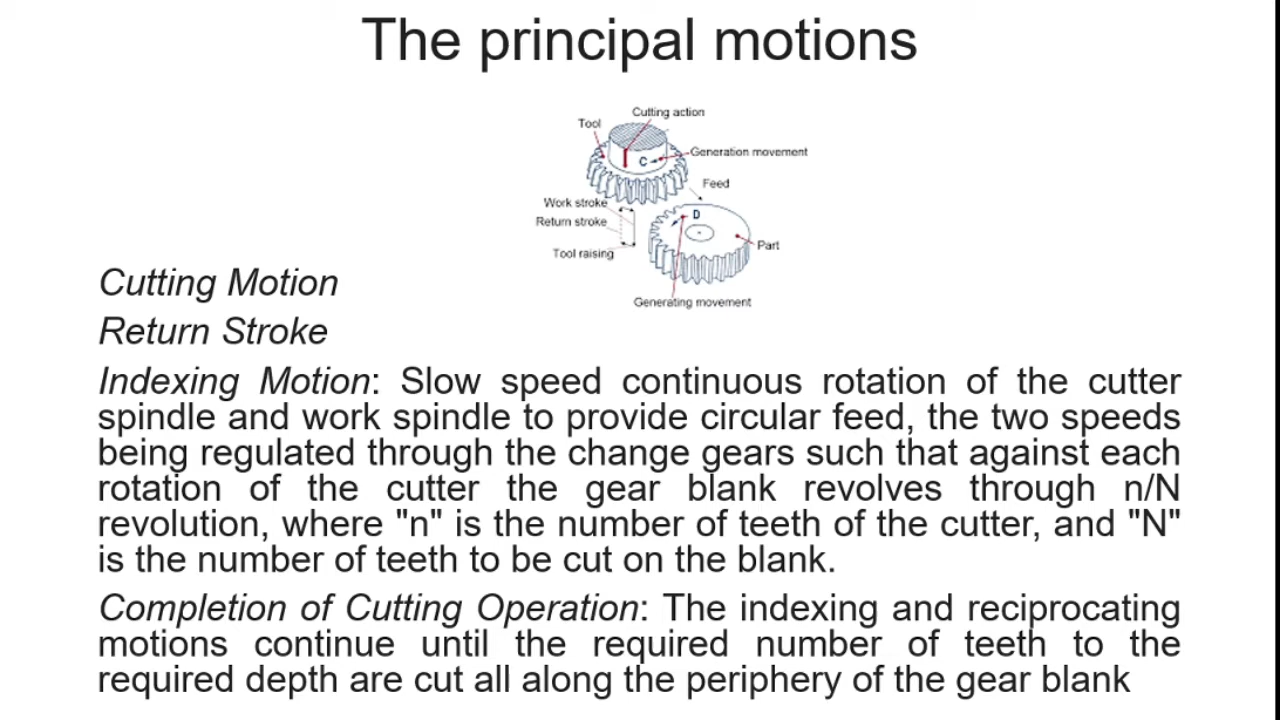 The principal motions
Cutting action
Tool
Generation movement
C
Feed
Work stroke
D
Return stroke
Part
Tool raising
Generating movement
Cutting Motion
Return Stroke
Indexing Motion: Slow speed continuous rotation of the cutter
spindle and work spindle to provide circular feed, the two speeds
being regulated through the change gears such that against each
rotation of the cutter the gear blank revolves through n/N
revolution, where "n" is the number of teeth of the cutter, and "N"
is the number of teeth to be cut on the blank.
Completion of Cutting Operation: The indexing and reciprocating
motions continue until the required number of teeth to the
required depth are cut all along the periphery of the gear blank